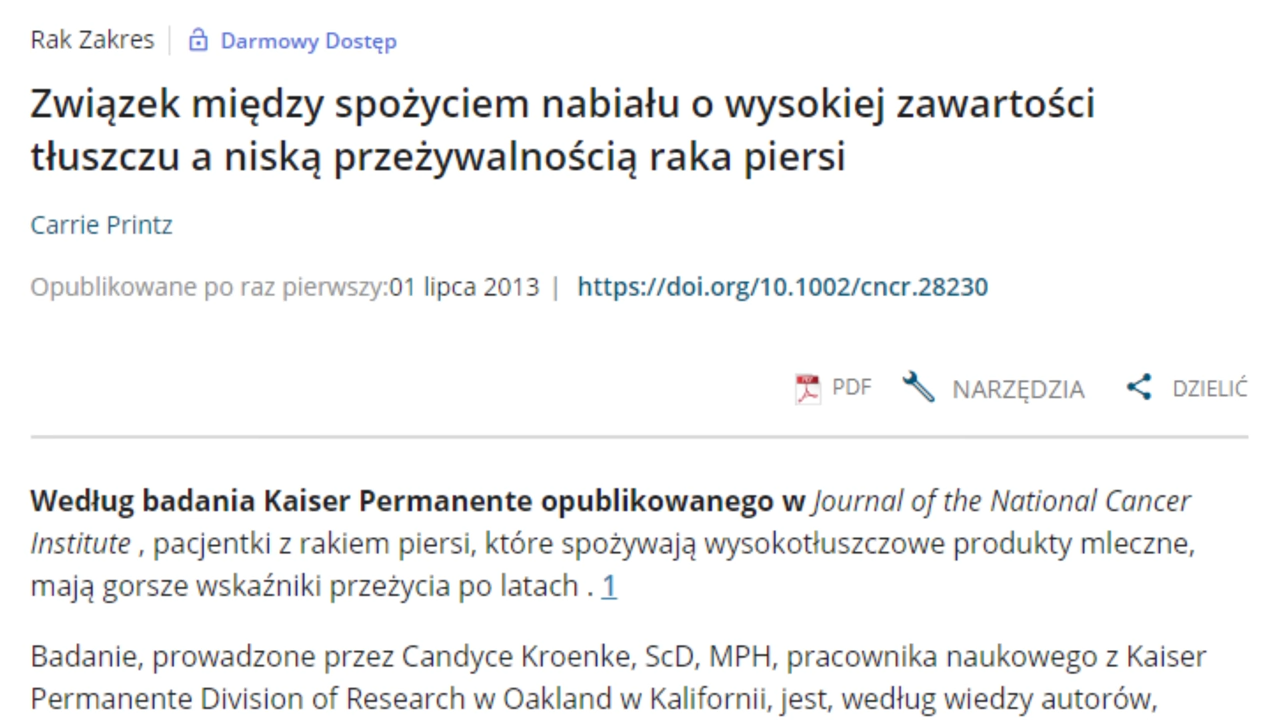 Rak Zakres | Darmowy Dostęp
Związek między spożyciem nabiału o wysokiej zawartości
tłuszczu a niską przeżywalnością raka piersi
Carrie Printz
Opublikowane po raz pierwszy:01 lipca 2013 | https://doi.org/10.1002/cncr.28230
PDF NARZĘDZIA DZIELIĆ
Według badania Kaiser Permanente opublikowanego w Journal of the National Cancer
Institute , pacjentki z rakiem piersi, które spożywają wysokotłuszczowe produkty mleczne,
mają gorsze wskaźniki przeżycia po latach . 1
Badanie, prowadzone przez Candyce Kroenke, ScD, MPH, pracownika naukowego z Kaiser
Permanente Division of Research w Oakland w Kalifornii, jest, według wiedzy autorów,